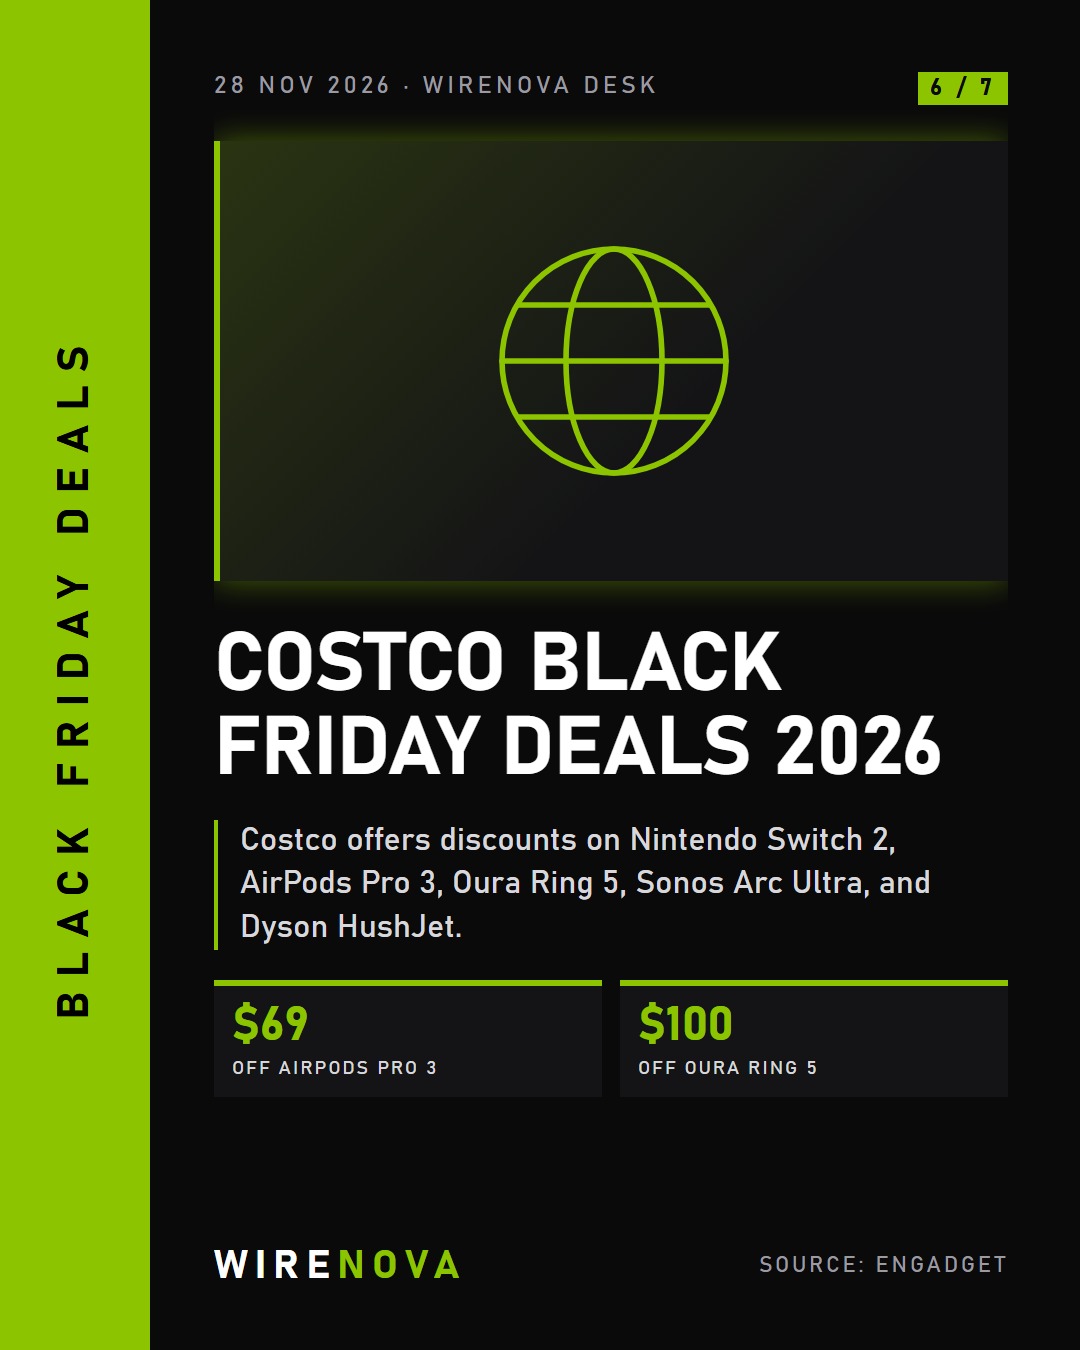 BLACK FRIDAY DEALS
28 NOV 2026 · WIRENOVA DESK
6 / 7
COSTCO BLACK
FRIDAY DEALS 2026
Costco offers discounts on Nintendo Switch 2,
AirPods Pro 3, Oura Ring 5, Sonos Arc Ultra, and
Dyson HushJet.
$69
OFF AIRPODS PRO 3
$100
OFF OURA RING 5
WIRENOVA
SOURCE: ENGADGET